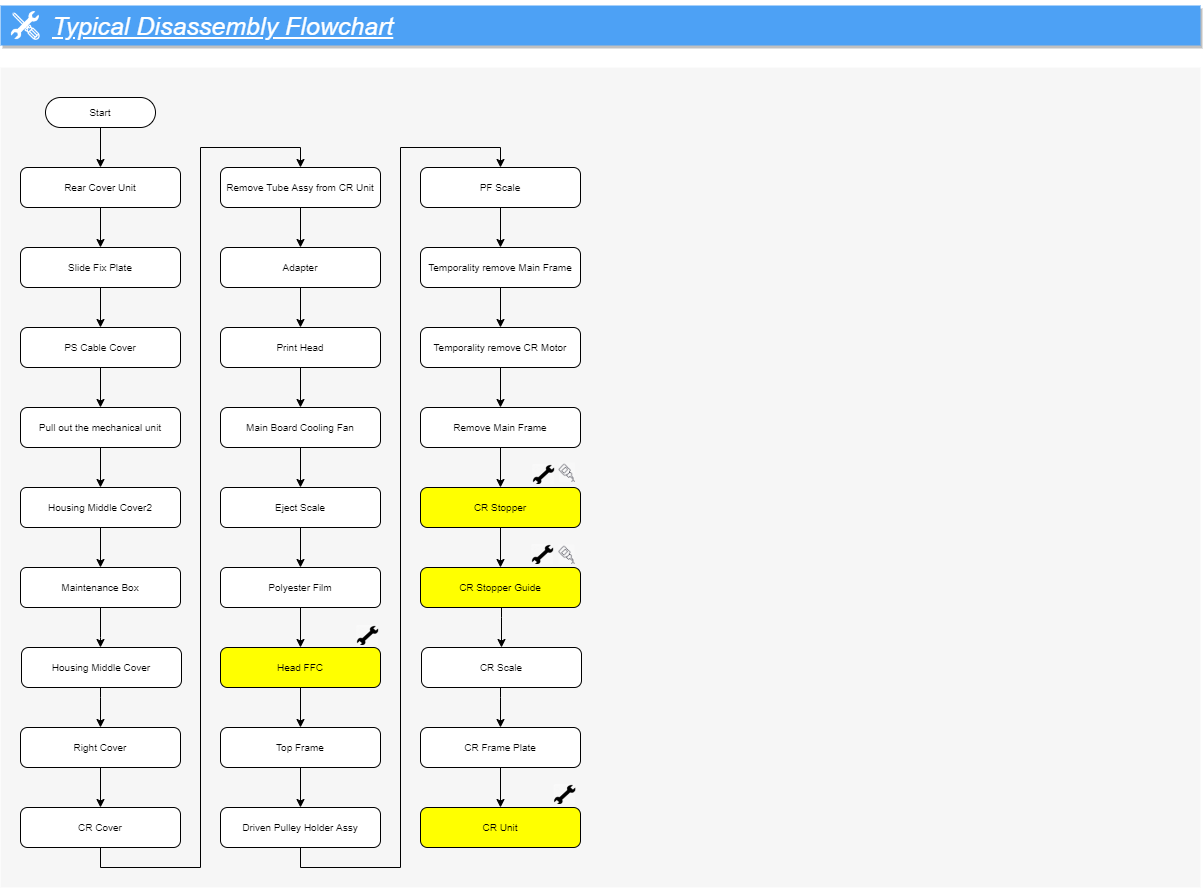 Typical Disassembly Flowchart
Start
Rear Cover Unit
Slide Fix Plate
PS Cable Cover
Pull out the mechanical unit
Housing Middle Cover2
Maintenance Box
Housing Middle Cover
Right Cover
CR Cover
Remove Tube Assy from CR Unit
Adapter
Print Head
Main Board Cooling Fan
Eject Scale
Polyester Film
Head FFC
Top Frame
Driven Pulley Holder Assy
PF Scale
Temporality remove Main Frame
Temporality remove CR Motor
Remove Main Frame
CR Stopper
CR Stopper Guide
CR Scale
CR Frame Plate
CR Unit